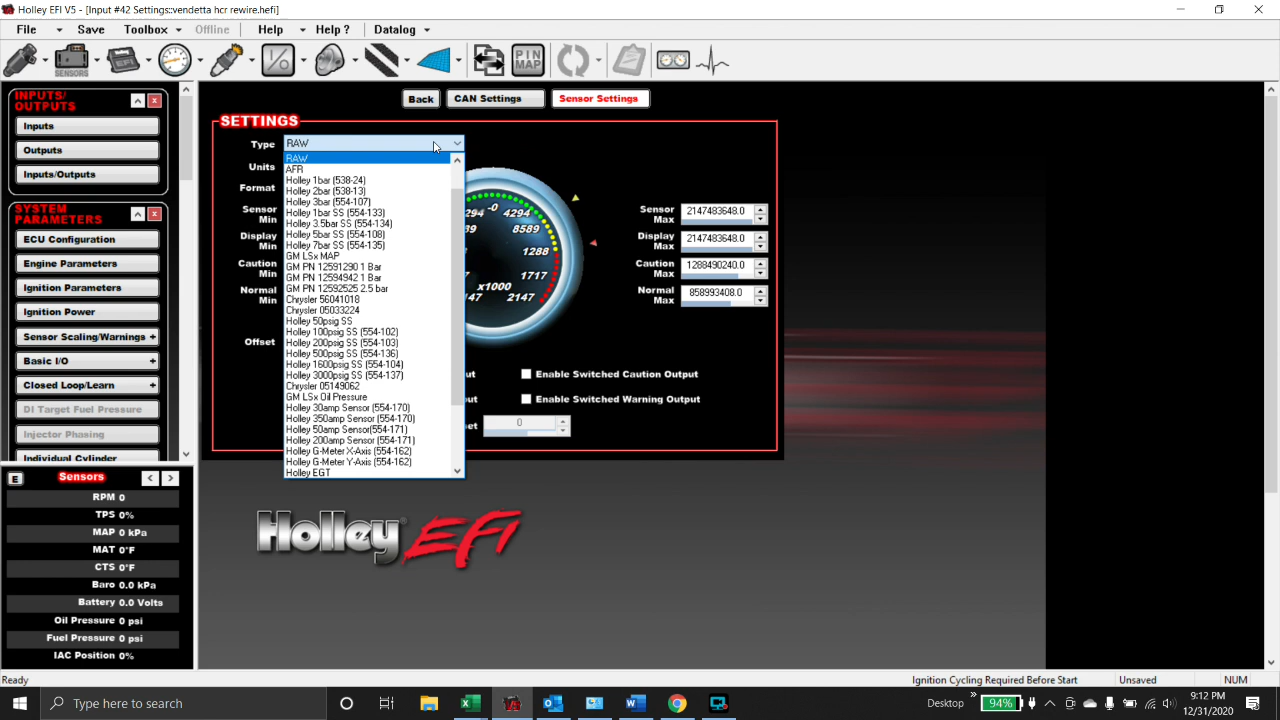 Holley EFI V5 - [Input #42 Settings::vendetta hcr rewire.hefi]
File Save Toolbox Offline Help Help ? Datalog
SENSORS
EFI
I/O
PIN
MAP
INPUTS/
OUTPUTS
X
Inputs
Outputs
Inputs/Outputs
SYSTEM
PARAMETERS
X
ECU Configuration
Engine Parameters
Ignition Parameters
Ignition Power
Sensor Scaling/Warnings +
Basic I/O +
Closed Loop/Learn +
DI Target Fuel Pressure
Injector Phasing
Individual Cylinder
E Sensors < >
RPM 0
TPS 0%
MAP 0 kPa
MAT 0°F
CTS 0°F
Baro 0.0 kPa
Battery 0.0 Volts
Oil Pressure 0 psi
Fuel Pressure 0 psi
IAC Position 0%
Back CAN Settings Sensor Settings
SETTINGS
Type RAW
Units
Format
Sensor
Min
Display
Min
Caution
Min
Normal
Min
Offset
RAW
AFR
Holley 1bar (538-24)
Holley 2bar (538-13)
Holley 3bar (554-107)
Holley 1bar SS (554-133)
Holley 3.5bar SS (554-134)
Holley 5bar SS (554-108)
Holley 7bar SS (554-135)
GM LSx MAP
GM PN 12591290 1 Bar
GM PN 12594942 1 Bar
GM PN 12592525 2.5 bar
Chrysler 56041018
Chrysler 05033224
Holley 50psig SS
Holley 100psig SS (554-102)
Holley 200psig SS (554-103)
Holley 500psig SS (554-136)
Holley 1600psig SS (554-104)
Holley 3000psig SS (554-137)
Chrysler 05149062
GM LSx Oil Pressure
Holley 30amp Sensor (554-170)
Holley 350amp Sensor (554-170)
Holley 50amp Sensor(554-171)
Holley 200amp Sensor (554-171)
Holley G-Meter X-Axis (554-162)
Holley G-Meter Y-Axis (554-162)
Holley EGT
294 -0 4294
89 8589
1288
1717
x1000
147 2147
Sensor
Max 2147483648.0
Display
Max 2147483648.0
Caution
Max 1288490240.0
Normal
Max 858993408.0
ut Enable Switched Caution Output
ut Enable Switched Warning Output
et 0
Holley EFI
Ready Ignition Cycling Required Before Start Unsaved NUM
Type here to search
Desktop » 94% 9:12 PM
12/31/2020